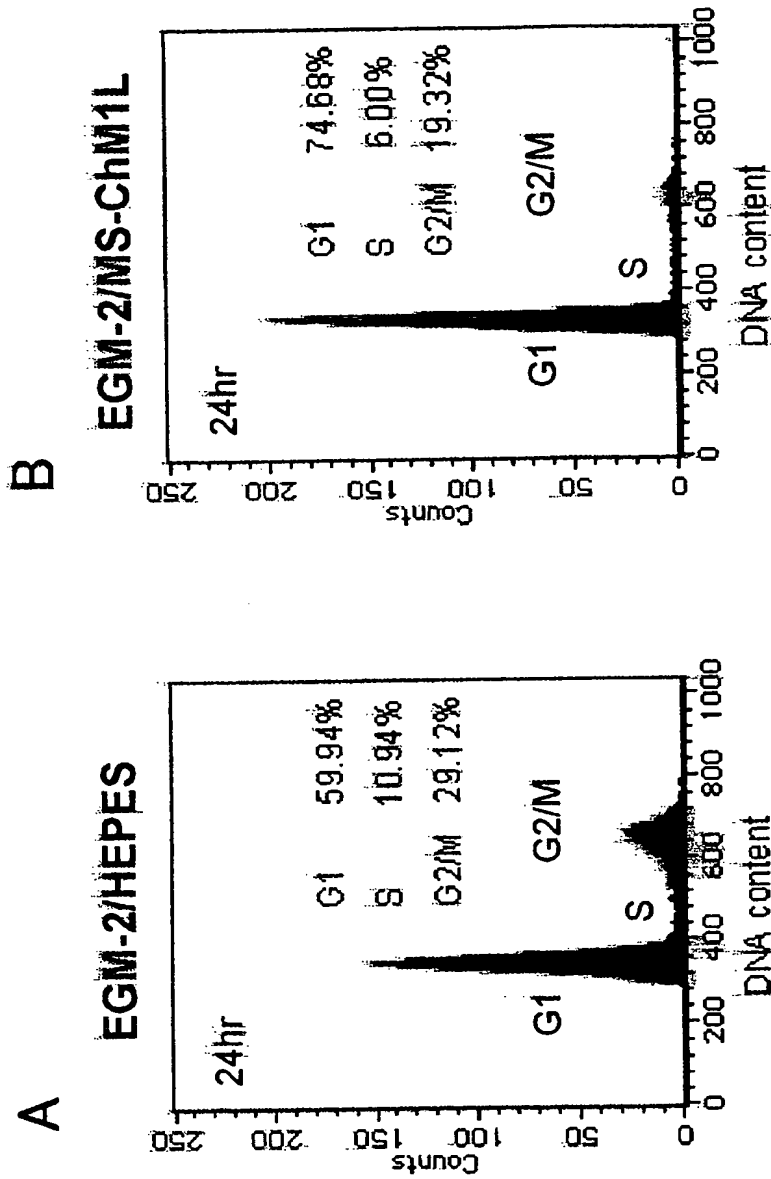 A
EGM-2/HEPES
24hr
G1 59.94%
S 10.94%
G2/M 29.12%
G1
S
G2/M
Counts
250
200
150
100
50
0
0 200 400 600 800 1000
DNA content
B
EGM-2/MS-ChM1L
24hr
G1 74.68%
S 6.00%
G2/M 19.32%
G1
S
G2/M
Counts
250
200
150
100
50
0
0 200 400 600 800 1000
DNA content